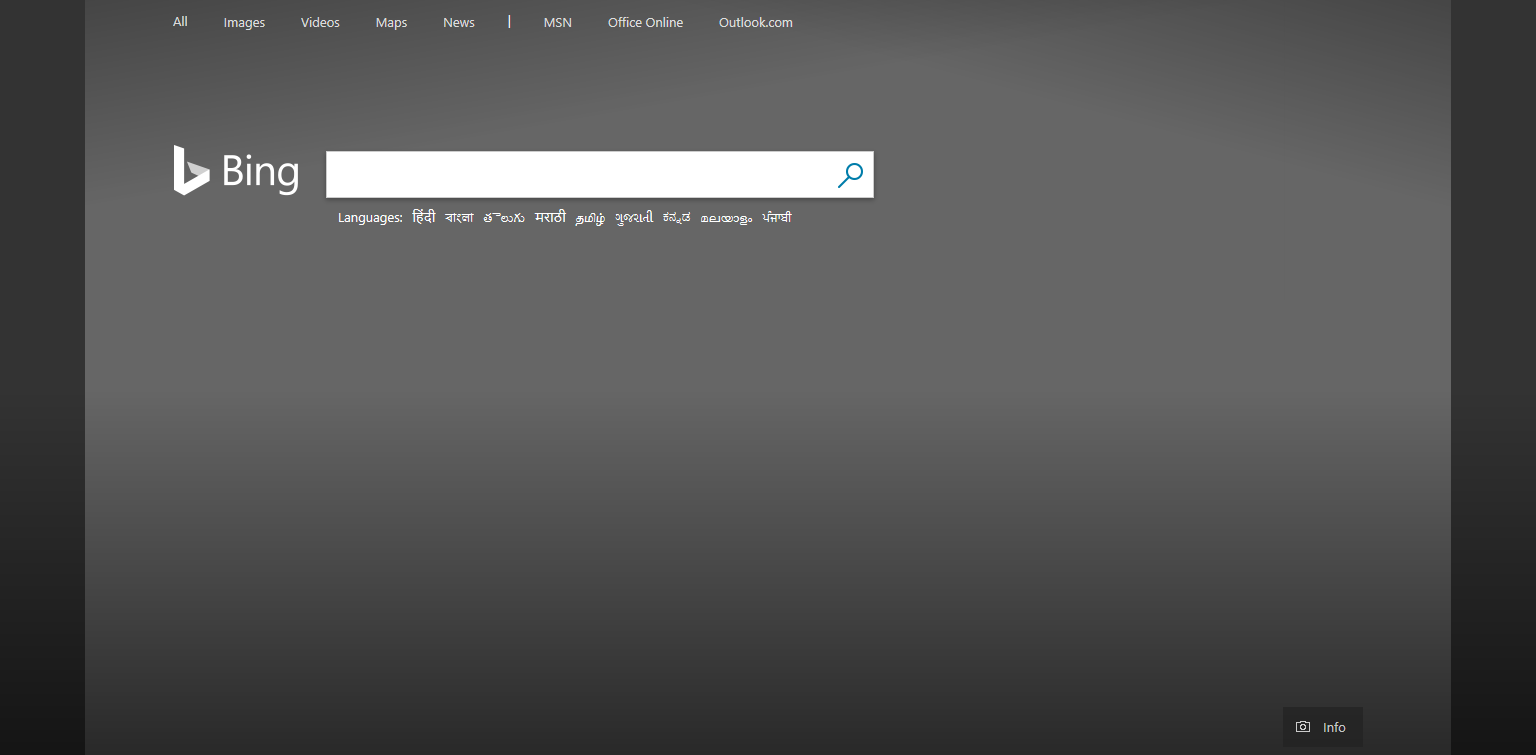 All Images Videos Maps News | MSN Office Online Outlook.com
Bing
Languages: हिंदी বাংলা తెలుగు मराठी தமிழ் ગુજરાતી ಕನ್ನಡ മലയാളം ਪੰਜਾਬੀ
Info